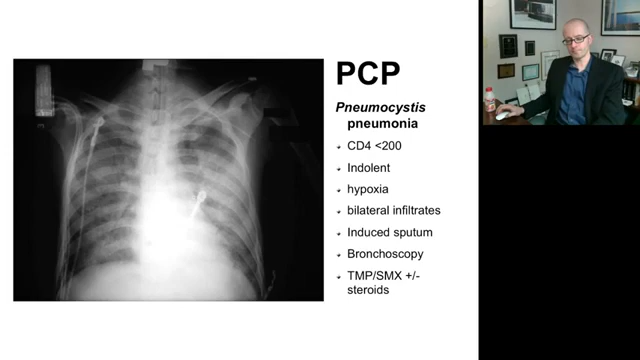 PCP
Pneumocystis
pneumonia
CD4 <200
Indolent
hypoxia
bilateral infiltrates
Induced sputum
Bronchoscopy
TMP/SMX +/-
steroids